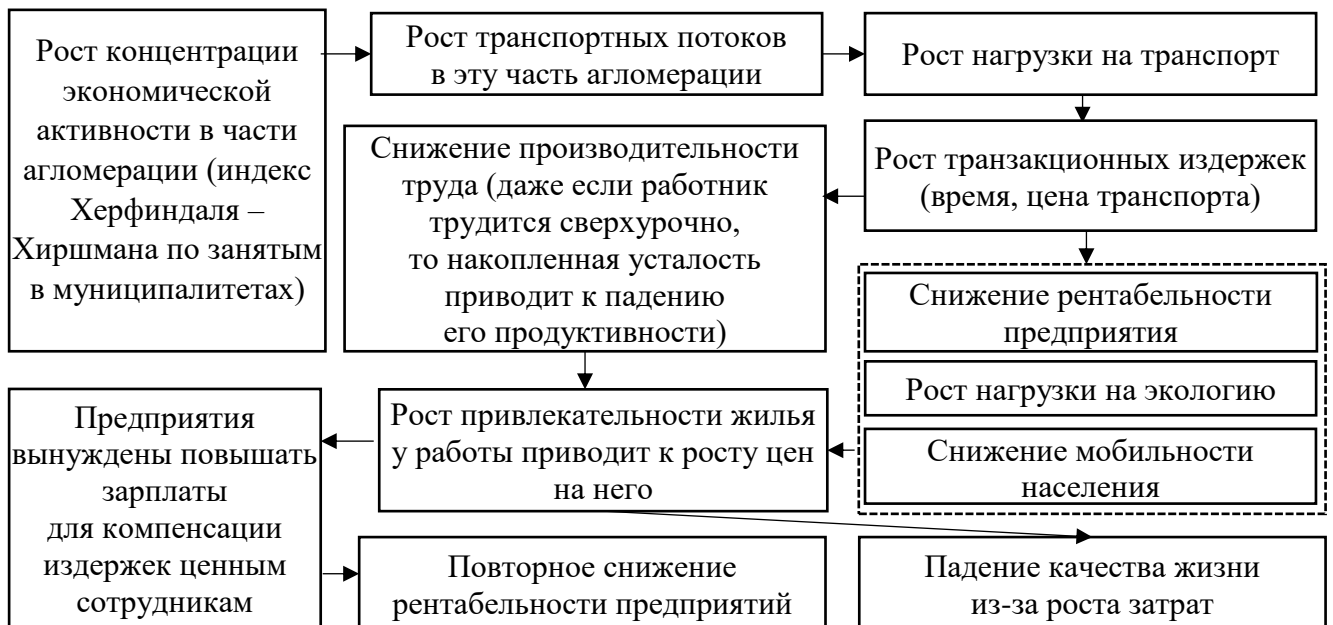 Рост концентрации
экономической
активности в части
агломерации (индекс
Херфиндаля –
Хиршмана по занятым
в муниципалитетах)
Рост транспортных потоков
в эту часть агломерации
Рост нагрузки на транспорт
Рост транзакционных издержек
(время, цена транспорта)
Снижение производительности
труда (даже если работник
трудится сверхурочно,
то накопленная усталость
приводит к падению
его продуктивности)
Снижение рентабельности
предприятия
Рост нагрузки на экологию
Снижение мобильности
населения
Рост привлекательности жилья
у работы приводит к росту цен
на него
Предприятия
вынуждены повышать
зарплаты
для компенсации
издержек ценным
сотрудникам
Повторное снижение
рентабельности предприятий
Падение качества жизни
из-за роста затрат